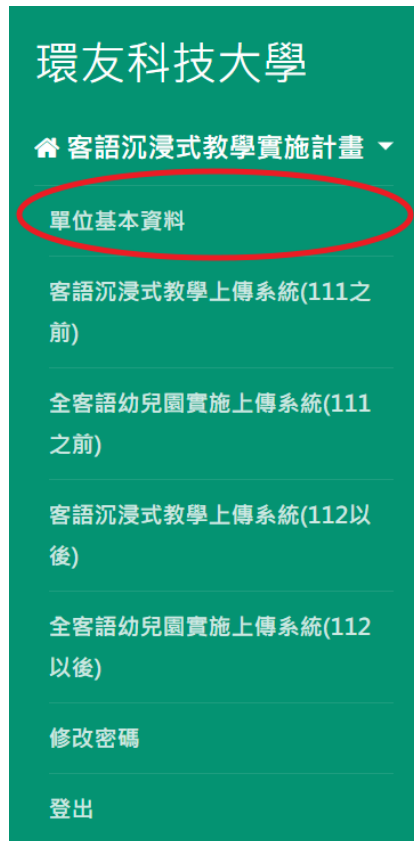 環友科技大學
客語沉浸式教學實施計畫
單位基本資料
客語沉浸式教學上傳系統(111之
前)
全客語幼兒園實施上傳系統(111
之前)
客語沉浸式教學上傳系統(112以
後)
全客語幼兒園實施上傳系統(112
以後)
修改密碼
登出